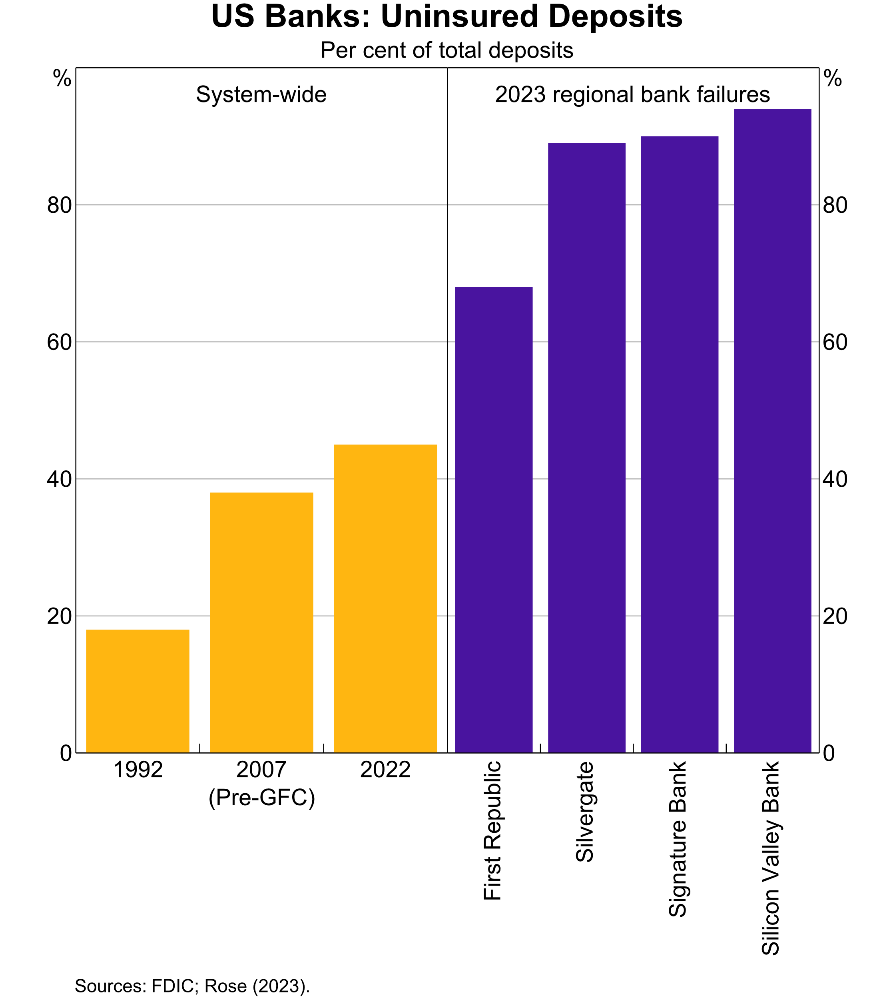 US Banks: Uninsured Deposits
Per cent of total deposits
% %
System-wide 2023 regional bank failures
80 80
60 60
40 40
20 20
0 0
1992 2007 2022
(Pre-GFC)
First Republic
Silvergate
Signature Bank
Silicon Valley Bank
Sources: FDIC; Rose (2023).